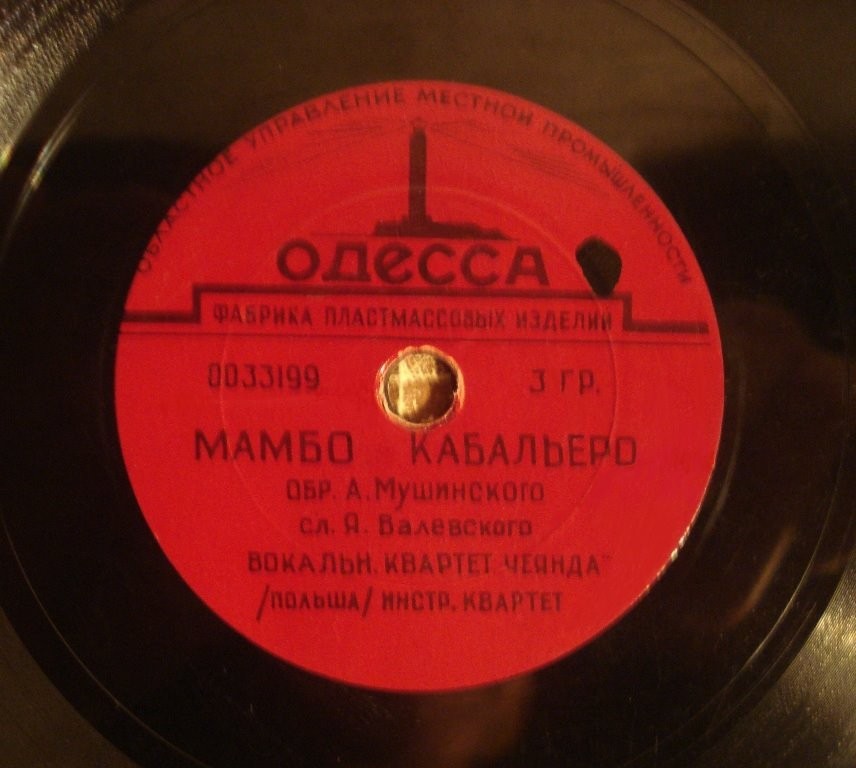 ОБЛАСТНОЕ УПРАВЛЕНИЕ МЕСТНОЙ ПРОМЫШЛЕННОСТИ
ОДЕССА
ФАБРИКА ПЛАСТМАССОВЫХ ИЗДЕЛИЙ
0033199 3 ГР.
МАМБО КАБАЛЬЕРО
ОБР. А. Мушинского
сл. Я. Валевского
ВОКАЛЬН. КВАРТЕТ „ЧЕЯНДА"
/ПОЛЬША/ ИНСТР. КВАРТЕТ